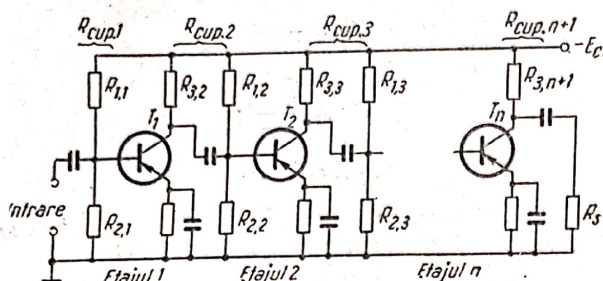 Rcup.1 Rcup.2 Rcup.3 Rcup.n+1
-Ec
R1,1 R3,2 R1,2 R3,3 R1,3 R3,n+1
T1 T2 Tn
Intrare
R2,1 R2,2 R2,3 Rs
Etajul 1 Etajul 2 Etajul n